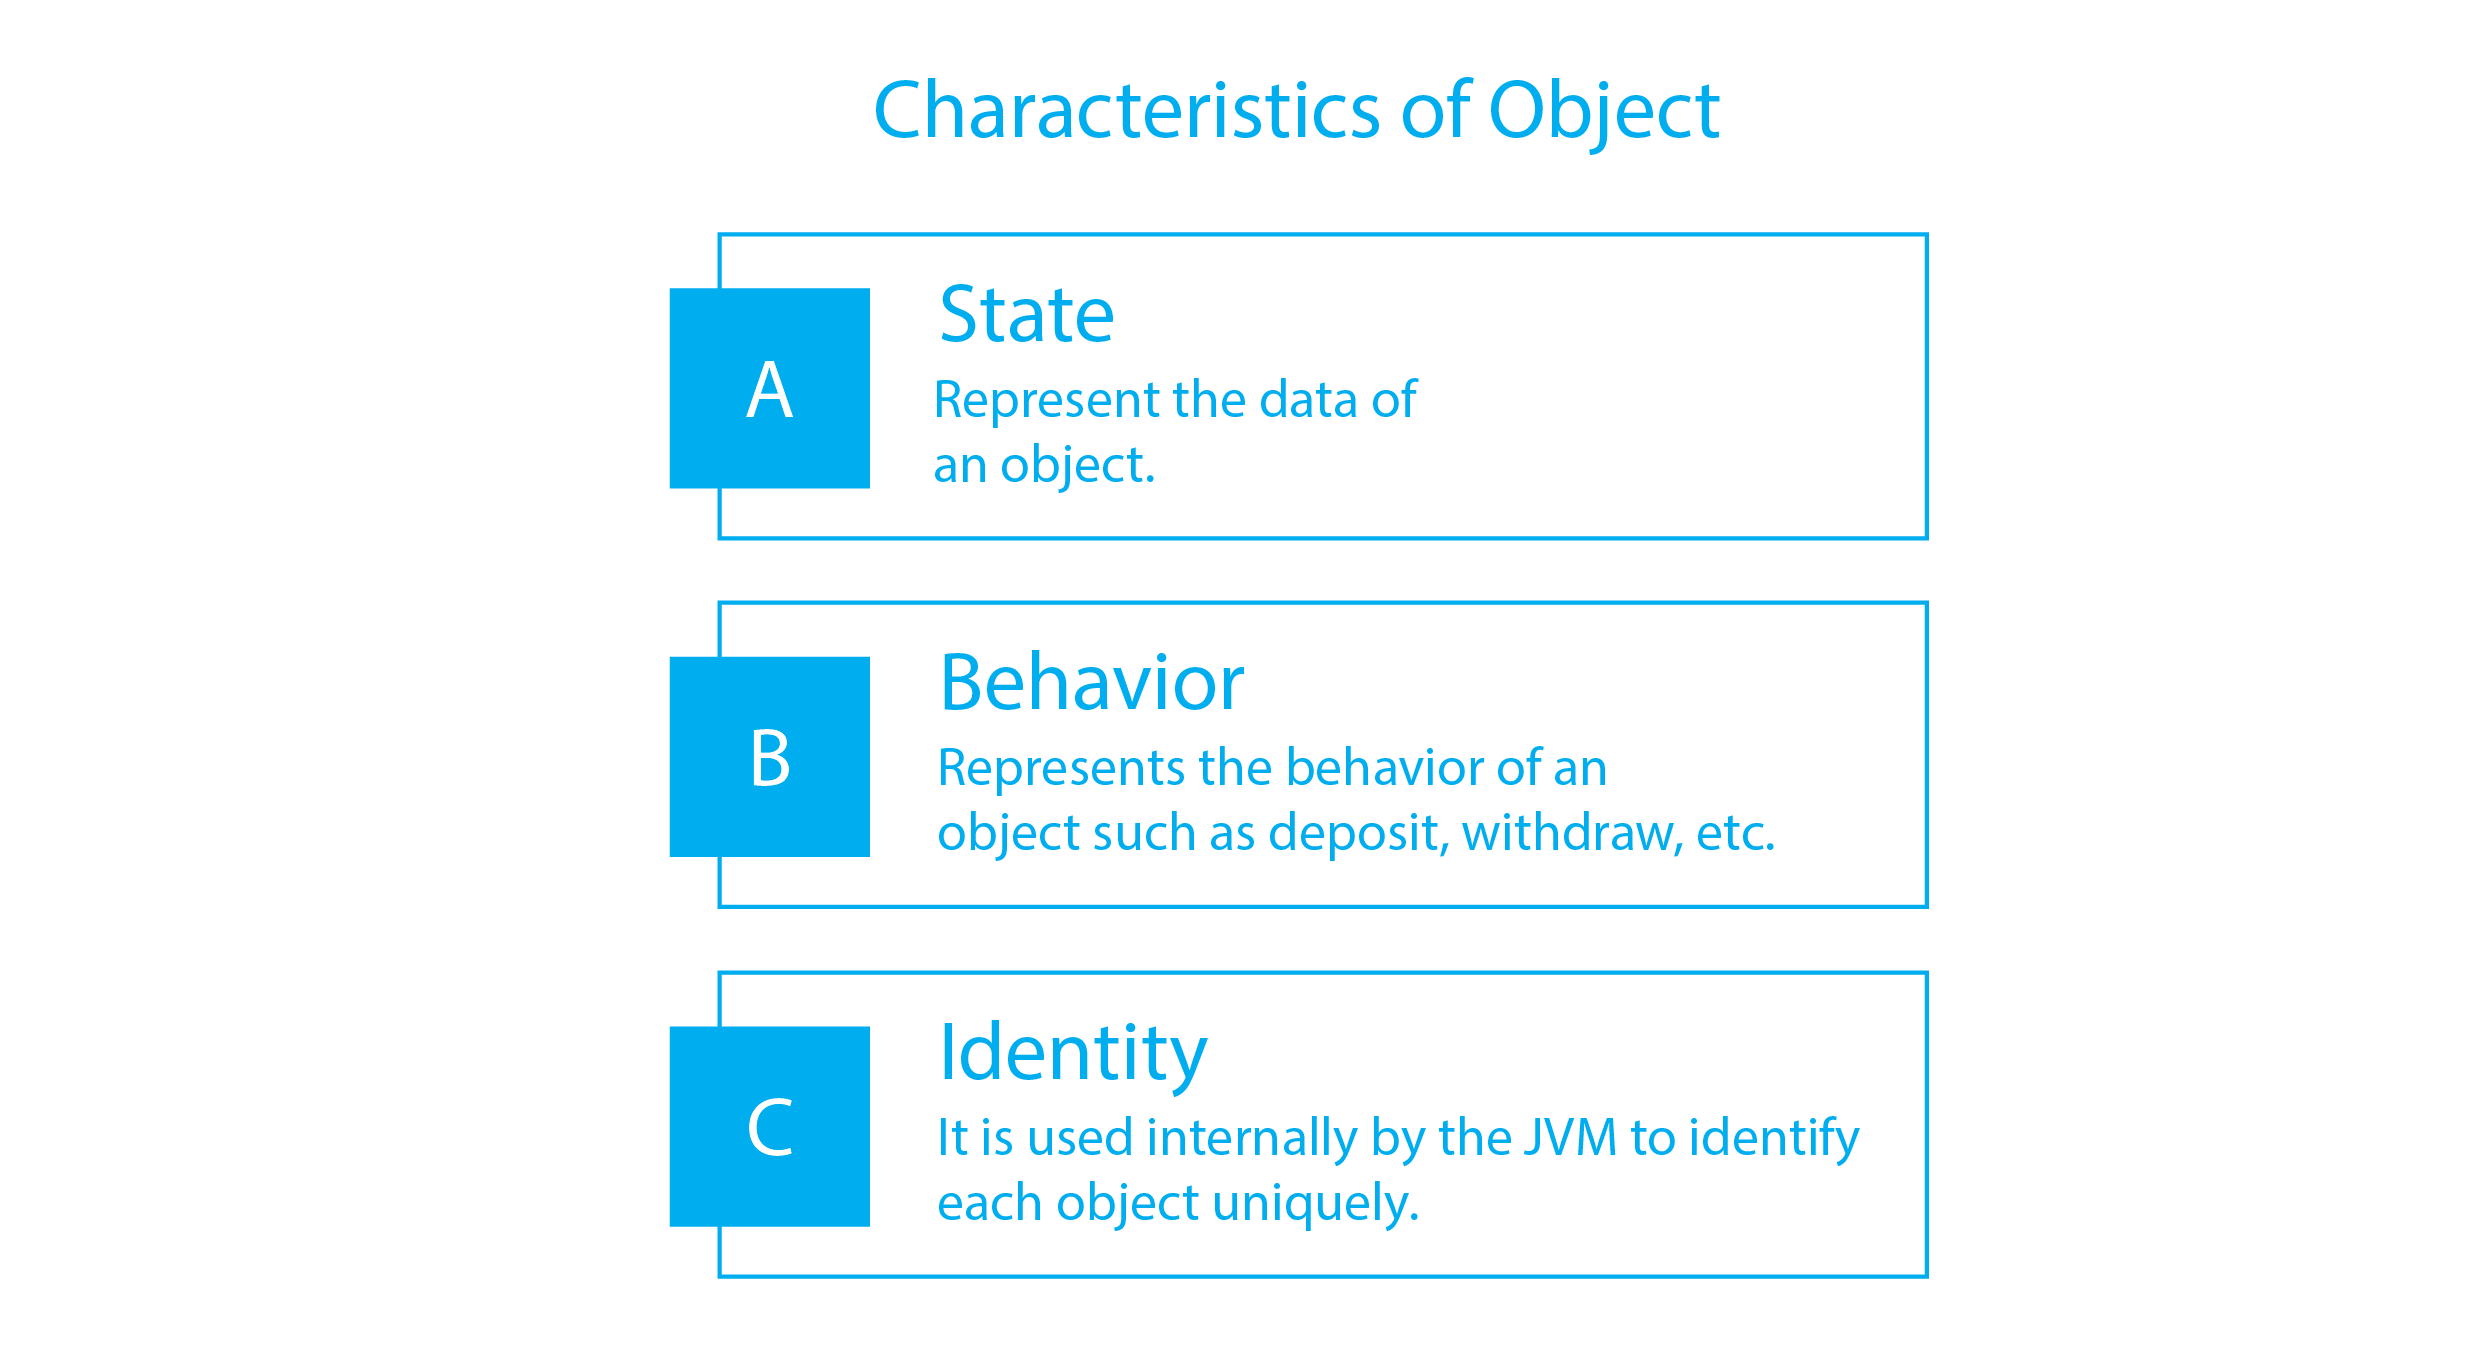 Characteristics of Object
A
State
Represent the data of
an object.
B
Behavior
Represents the behavior of an
object such as deposit, withdraw, etc.
C
Identity
It is used internally by the JVM to identify
each object uniquely.